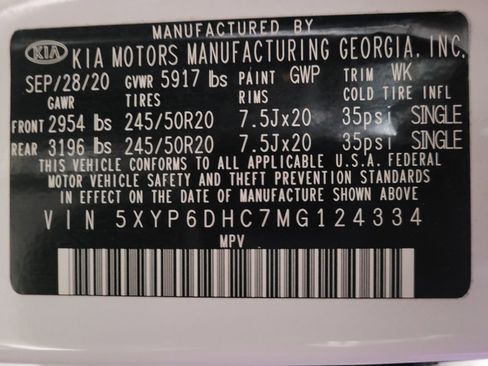 MANUFACTURED BY
KIA KIA MOTORS MANUFACTURING GEORGIA, INC.
SEP/28/20 GVWR 5917 lbs PAINT GWP TRIM WK
GAWR TIRES RIMS COLD TIRE INFL
FRONT 2954 lbs 245/50R20 7.5Jx20 35psi SINGLE
REAR 3196 lbs 245/50R20 7.5Jx20 35psi SINGLE
THIS VEHICLE CONFORMS TO ALL APPLICABLE U.S.A. FEDERAL
MOTOR VEHICLE SAFETY AND THEFT PREVENTION STANDARDS
IN EFFECT ON THE DATE OF MANUFACTURE SHOWN ABOVE.
VIN 5XYP6DHC7MG124334
MPV